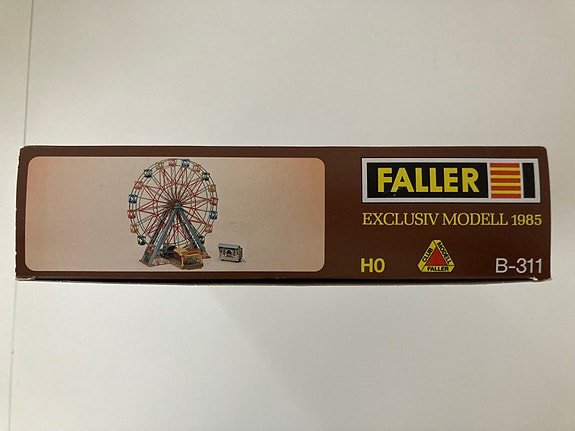 FALLER
EXCLUSIV MODELL 1985
H0
CLUB MODELL FALLER
B-311